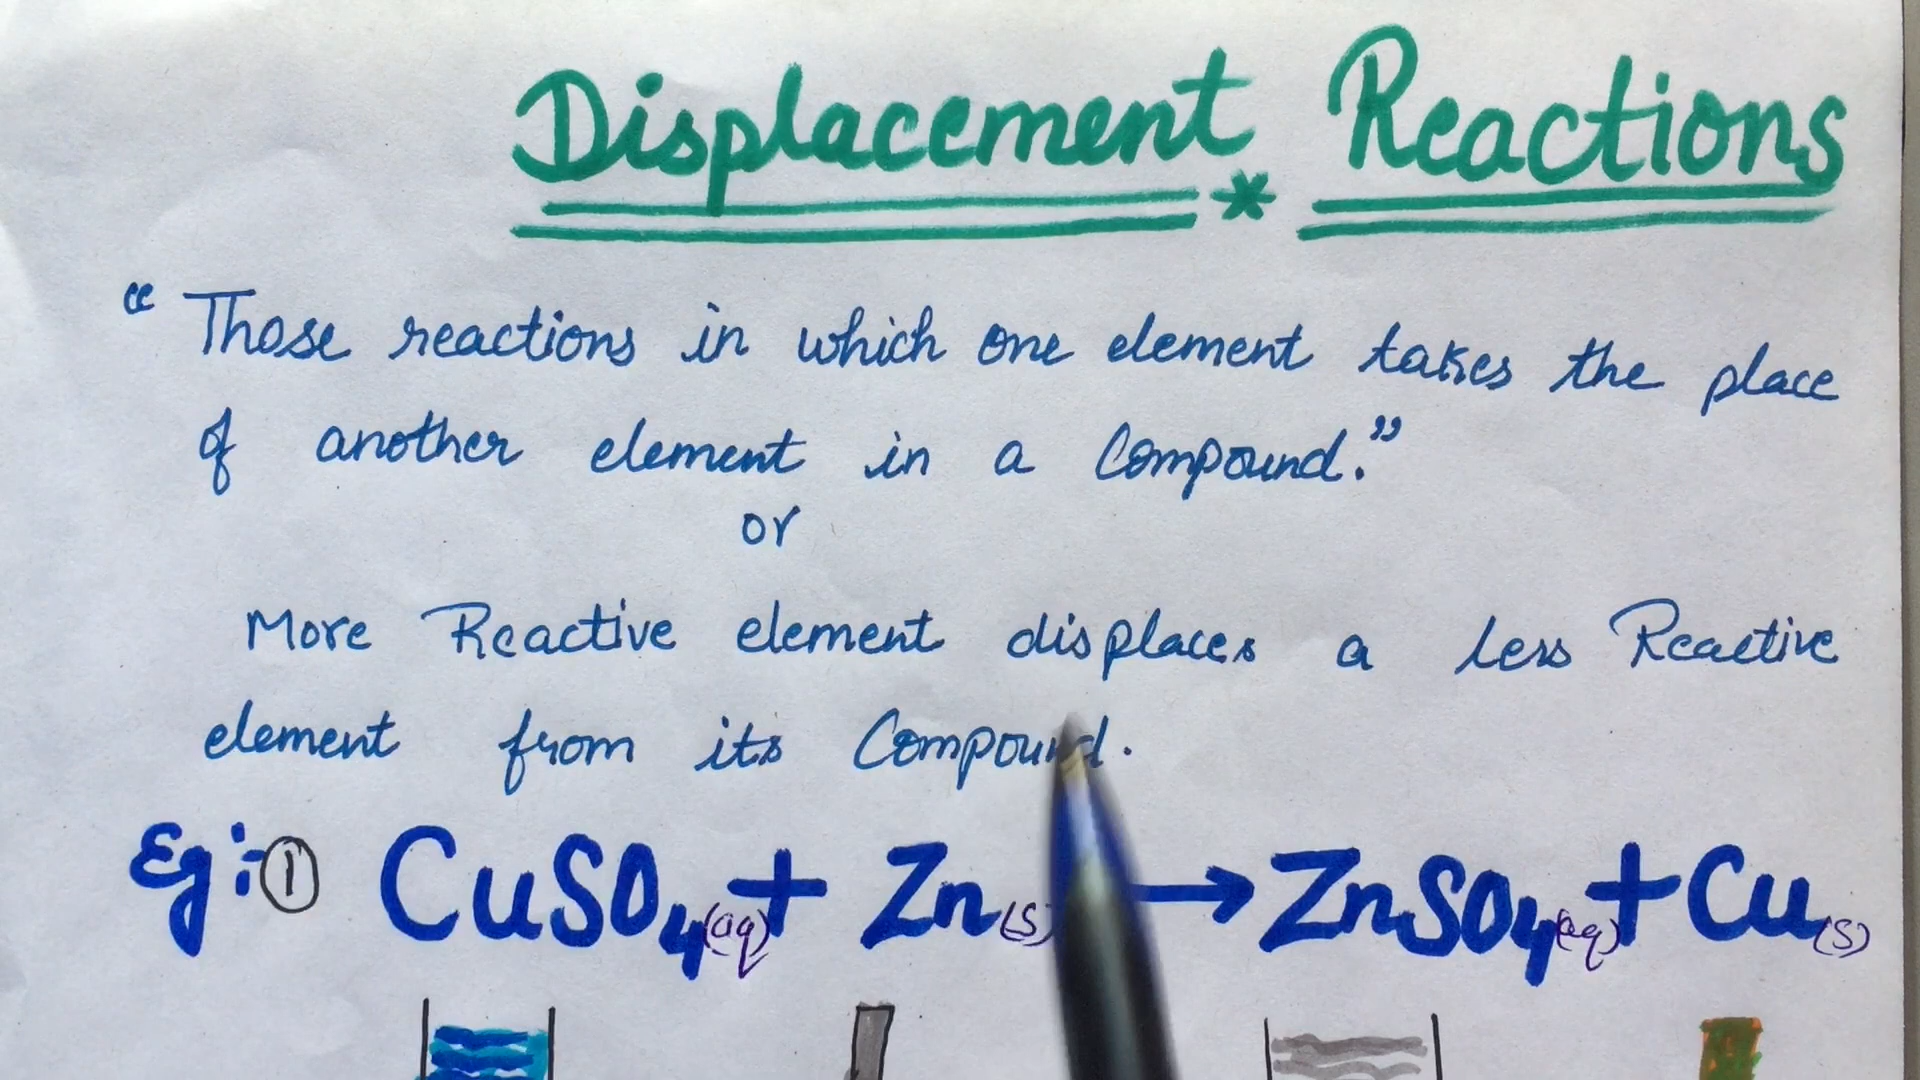 Displacement * Reactions
“Those reactions in which one element takes the place
of another element in a Compound.”
or
More Reactive element displaces a less Reactive
element from its Compound.
Eg:- ① CuSO4(aq) + Zn(s) → ZnSO4(aq) + Cu(s)